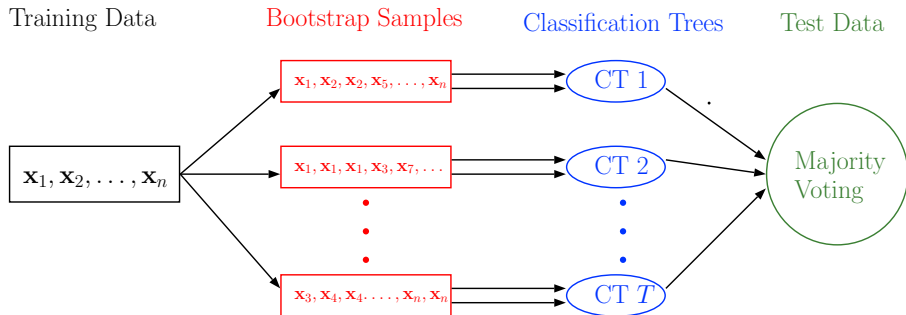 Training Data
Bootstrap Samples
Classification Trees
Test Data
x₁, x₂, x₂, x₅, . . . , xₙ
CT 1
x₁, x₂, . . . , xₙ
x₁, x₁, x₁, x₃, x₇, . . .
CT 2
Majority
Voting
x₃, x₄, x₄. . . . , xₙ, xₙ
CT T